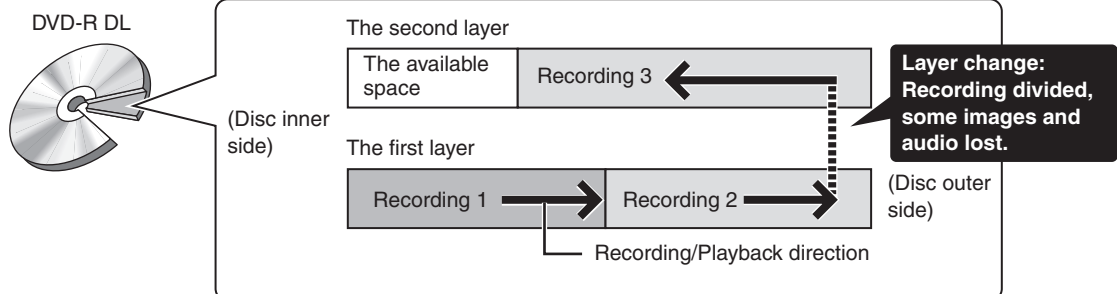 DVD-R DL
The second layer
The available
space
Recording 3
Layer change:
Recording divided,
some images and
audio lost.
(Disc inner
side)
The first layer
Recording 1
Recording 2
(Disc outer
side)
Recording/Playback direction